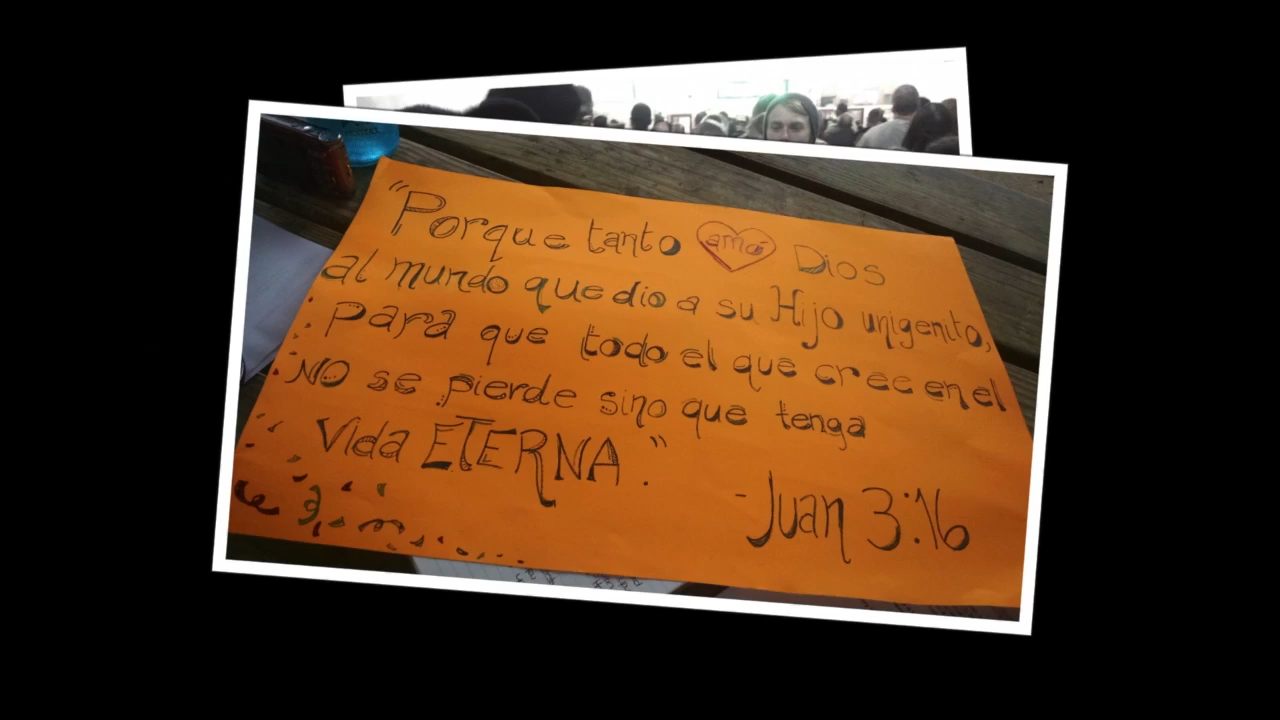 "Porque tanto amó Dios
al mundo que dio a su Hijo unigenito,
para que todo el que cree en el
NO se pierde sino que tenga
Vida ETERNA."
- Juan 3:16